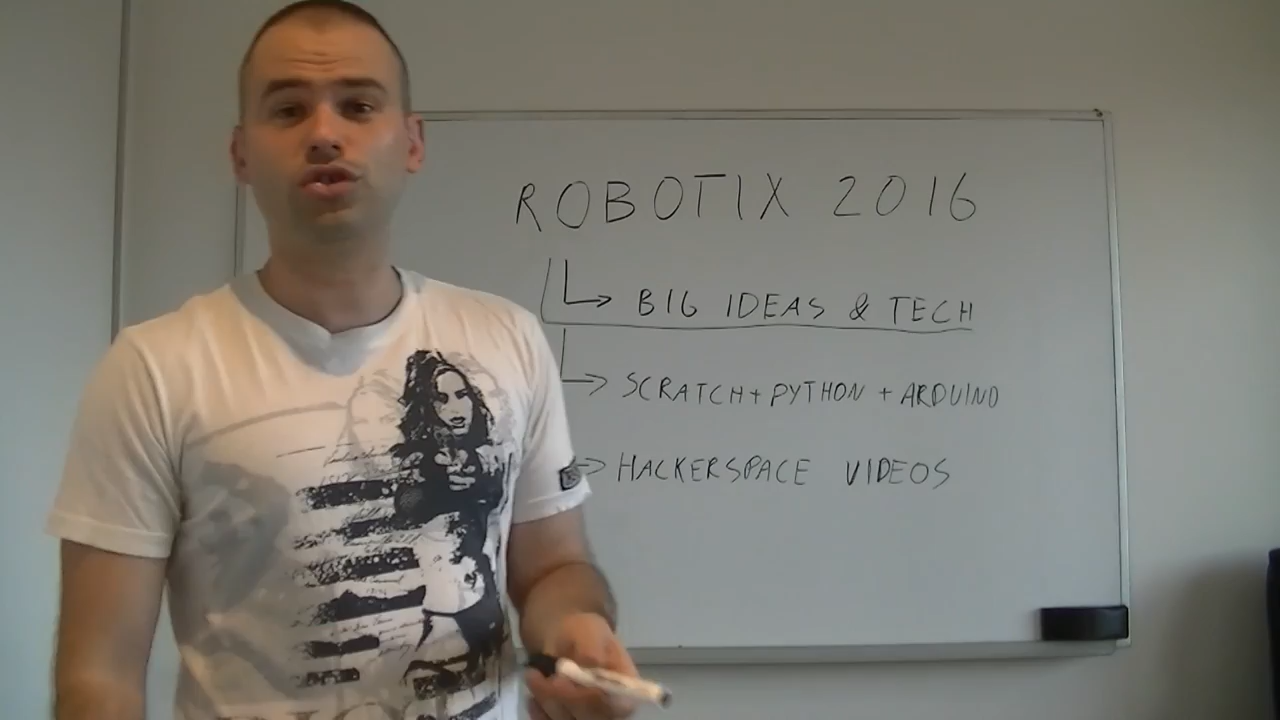 ROBOTIX 2016
BIG IDEAS & TECH
SCRATCH + PYTHON + ARDUINO
HACKERSPACE VIDEOS